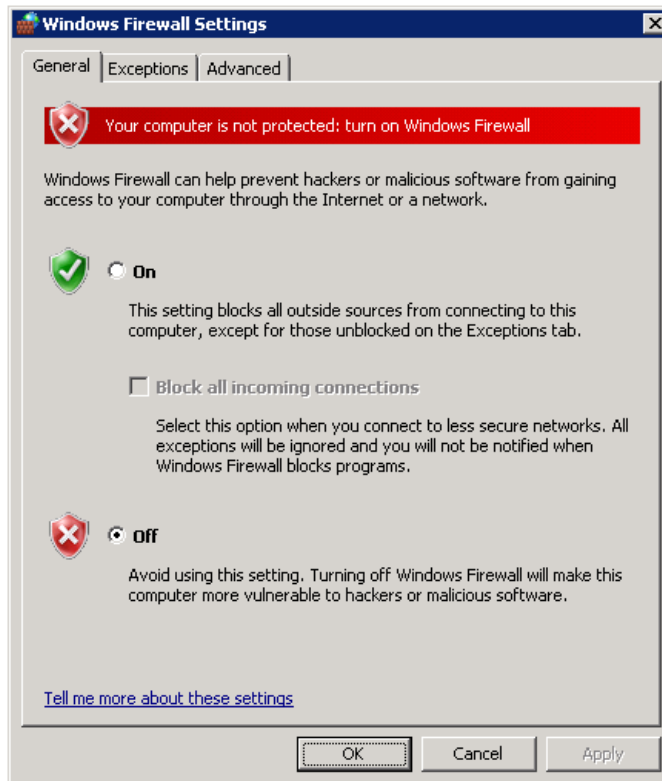 Windows Firewall Settings
General Exceptions Advanced
Your computer is not protected: turn on Windows Firewall
Windows Firewall can help prevent hackers or malicious software from gaining
access to your computer through the Internet or a network.
On
This setting blocks all outside sources from connecting to this
computer, except for those unblocked on the Exceptions tab.
Block all incoming connections
Select this option when you connect to less secure networks. All
exceptions will be ignored and you will not be notified when
Windows Firewall blocks programs.
Off
Avoid using this setting. Turning off Windows Firewall will make this
computer more vulnerable to hackers or malicious software.
Tell me more about these settings
OK Cancel Apply